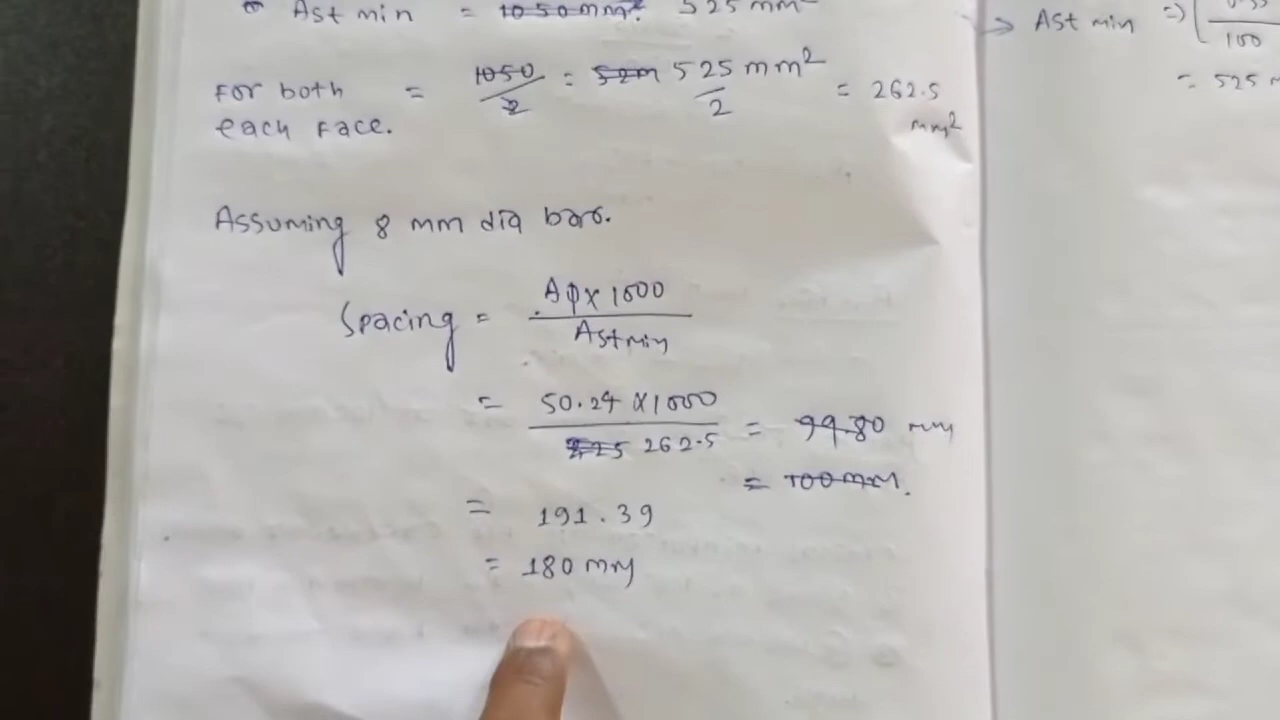 Ast min = 1050 mm². 525 mm²
For both = 1050/2 = 525 mm²/2 = 262.5
each Face. mm²
Assuming 8 mm dia bars.
Spacing = Aφ x 1000
Ast min
= 50.24 x 1000
262.5 = 99.80 mm
= 100mm.
= 191.39
= 180 mm
→ Ast min ⇒
100
= 525